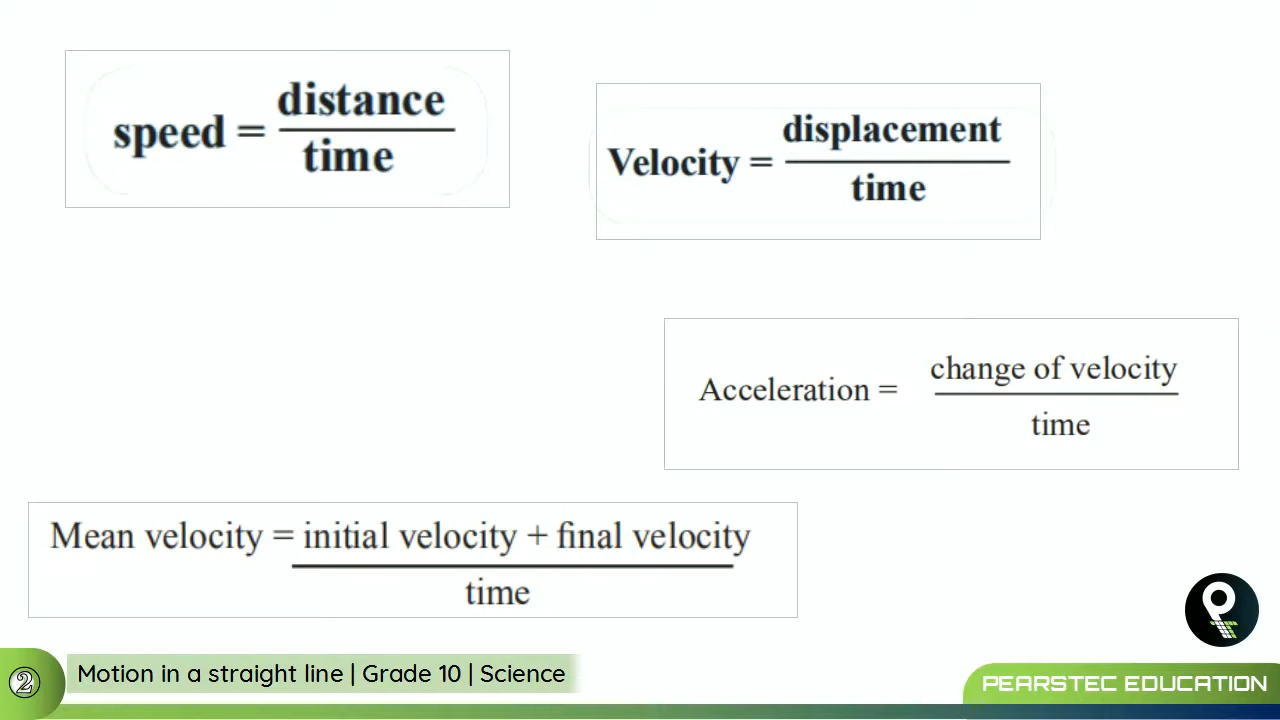 speed = distance
time
Velocity = displacement
time
Acceleration = change of velocity
time
Mean velocity = initial velocity + final velocity
time
② Motion in a straight line | Grade 10 | Science
PEARSTEC EDUCATION